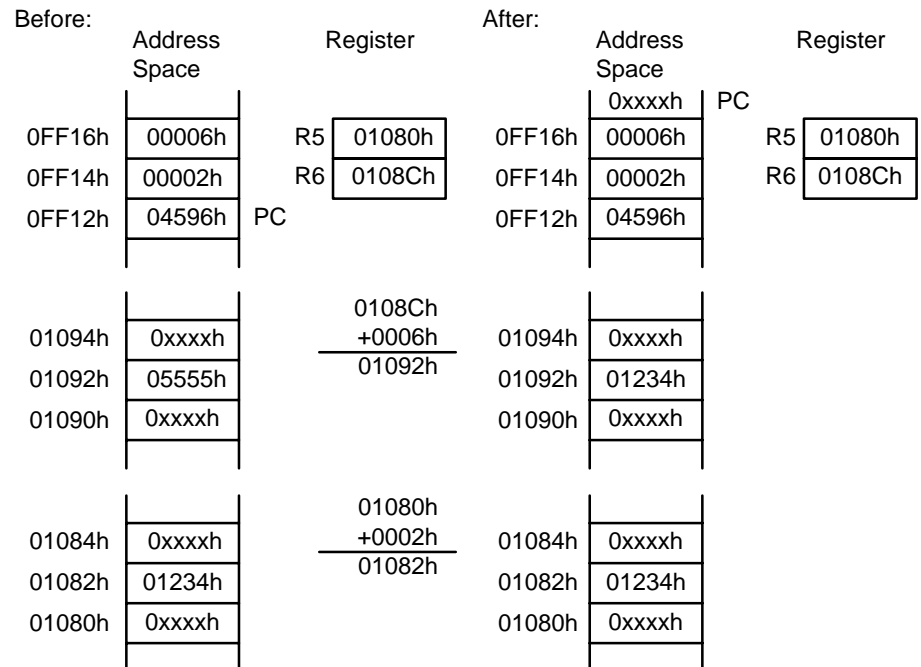 Before:
Address Space
Register
0FF16h 00006h R5 01080h
0FF14h 00002h R6 0108Ch
0FF12h 04596h PC
0108Ch
+0006h
01092h
01094h 0xxxxh
01092h 05555h
01090h 0xxxxh
01080h
+0002h
01082h
01084h 0xxxxh
01082h 01234h
01080h 0xxxxh
After:
Address Space
Register
0xxxxh PC
0FF16h 00006h R5 01080h
0FF14h 00002h R6 0108Ch
0FF12h 04596h
01094h 0xxxxh
01092h 01234h
01090h 0xxxxh
01084h 0xxxxh
01082h 01234h
01080h 0xxxxh